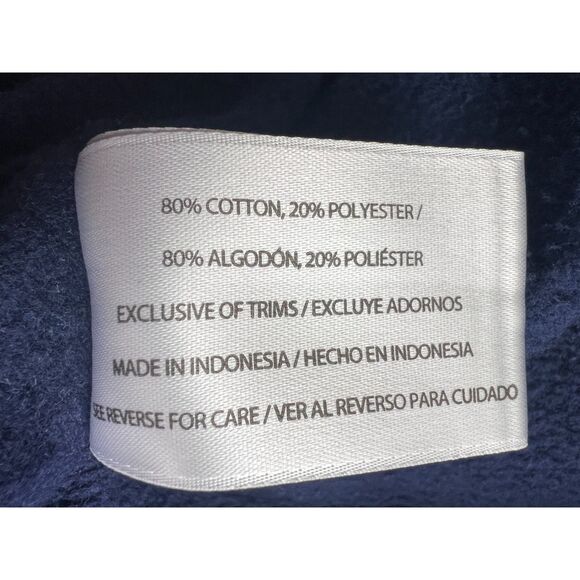 80% COTTON, 20% POLYESTER /
80% ALGODÓN, 20% POLIÉSTER
EXCLUSIVE OF TRIMS / EXCLUYE ADORNOS
MADE IN INDONESIA / HECHO EN INDONESIA
SEE REVERSE FOR CARE / VER AL REVERSO PARA CUIDADO